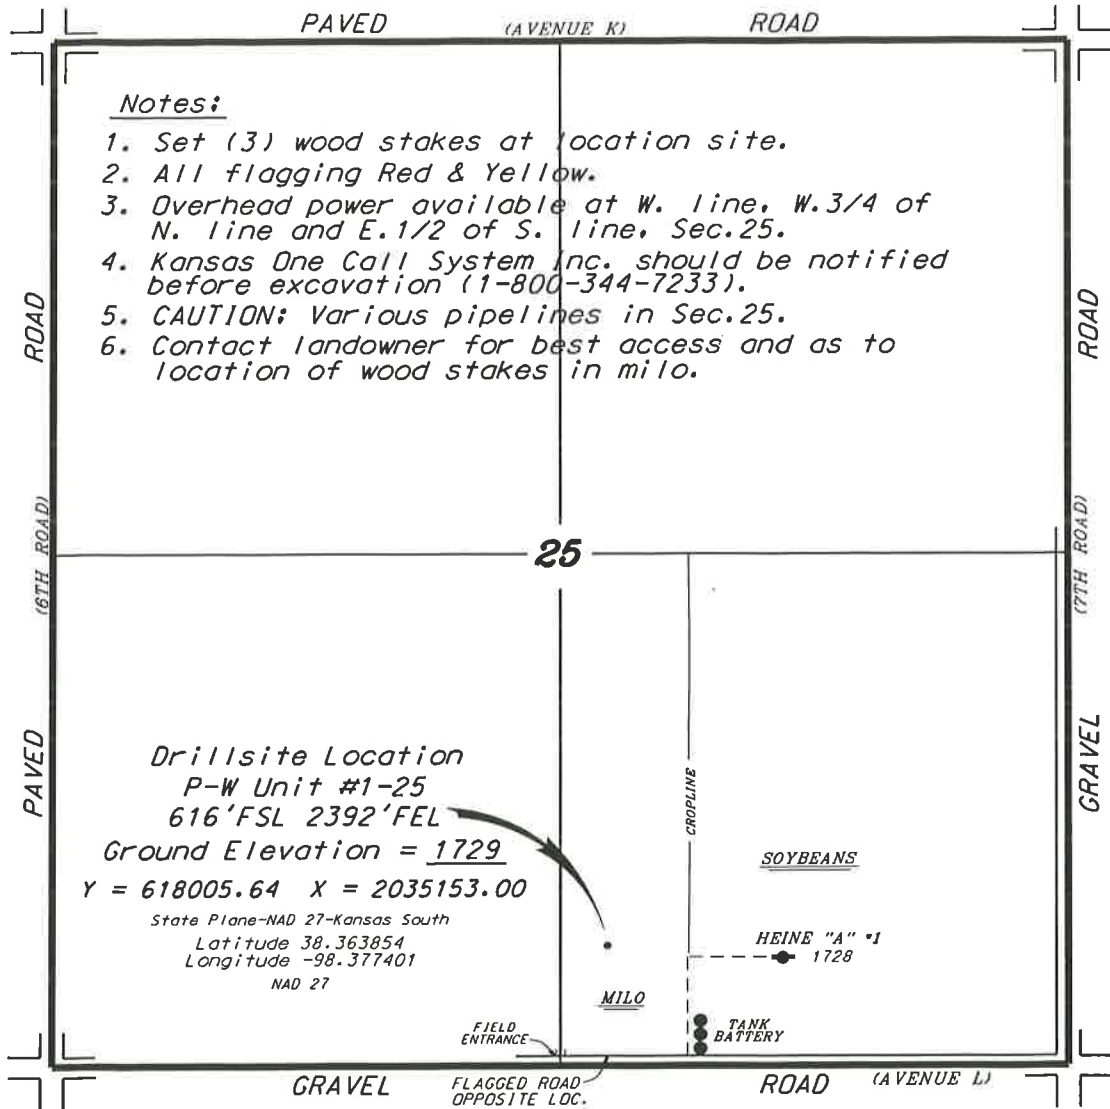 PAVED (AVENUE K) ROAD
Notes:
1. Set (3) wood stakes at location site.
2. All flagging Red & Yellow.
3. Overhead power available at W. line, W.3/4 of
N. line and E.1/2 of S. line, Sec.25.
4. Kansas One Call System Inc. should be notified
before excavation (1-800-344-7233).
5. CAUTION: Various pipelines in Sec.25.
6. Contact landowner for best access and as to
location of wood stakes in milo.
ROAD
(6TH ROAD)
PAVED
ROAD
(7TH ROAD)
GRAVEL
25
Drillsite Location
P-W Unit #1-25
616'FSL 2392'FEL
Ground Elevation = 1729
Y = 618005.64 X = 2035153.00
State Plane-NAD 27-Kansas South
Latitude 38.363854
Longitude -98.377401
NAD 27
CROPLINE
SOYBEANS
HEINE "A" #1
1728
MILO
TANK
BATTERY
FIELD
ENTRANCE
GRAVEL
FLAGGED ROAD
OPPOSITE LOC.
ROAD (AVENUE L)